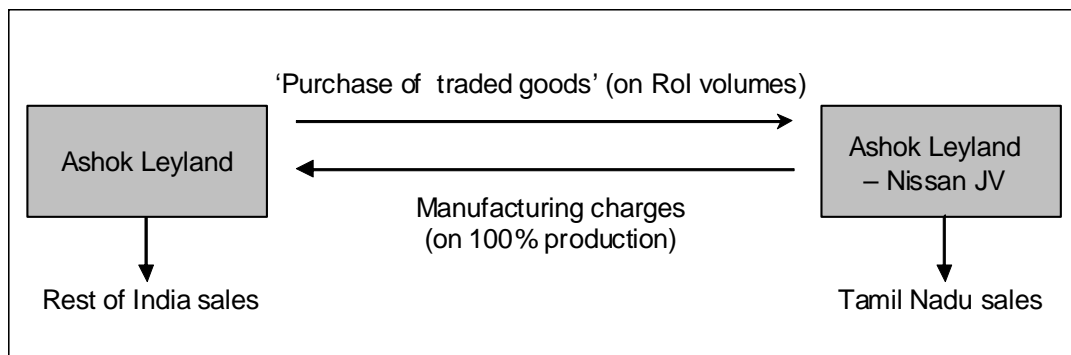 ‘Purchase of traded goods’ (on RoI volumes)
Ashok Leyland
Ashok Leyland
– Nissan JV
Manufacturing charges
(on 100% production)
Rest of India sales
Tamil Nadu sales